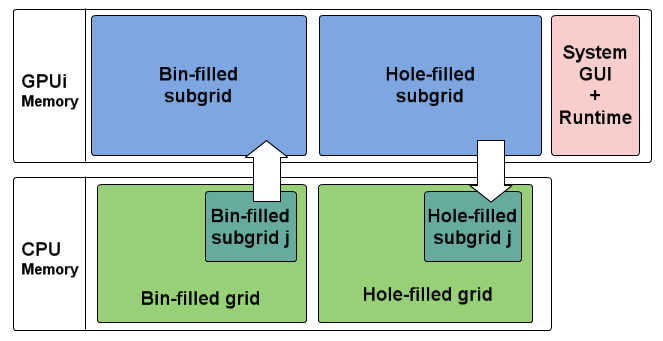 GPUi
Memory
Bin-filled
subgrid
Hole-filled
subgrid
System
GUI
+
Runtime
CPU
Memory
Bin-filled
subgrid j
Bin-filled grid
Hole-filled
subgrid j
Hole-filled grid